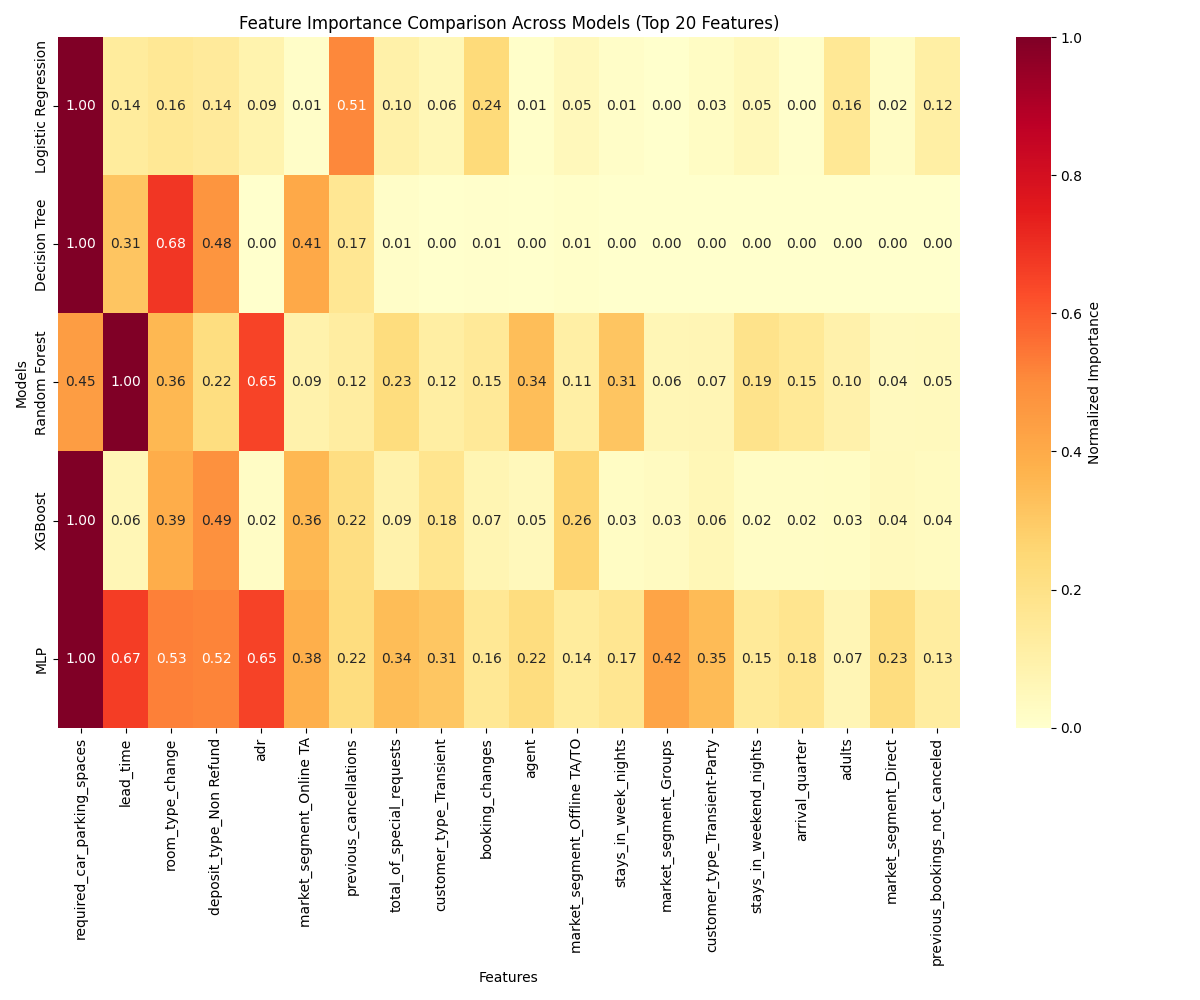 Feature Importance Comparison Across Models (Top 20 Features)
Models
Logistic Regression
1.00 0.14 0.16 0.14 0.09 0.01 0.51 0.10 0.06 0.24 0.01 0.05 0.01 0.00 0.03 0.05 0.00 0.16 0.02 0.12
Decision Tree
1.00 0.31 0.68 0.48 0.00 0.41 0.17 0.01 0.00 0.01 0.00 0.01 0.00 0.00 0.00 0.00 0.00 0.00 0.00 0.00
Random Forest
0.45 1.00 0.36 0.22 0.65 0.09 0.12 0.23 0.12 0.15 0.34 0.11 0.31 0.06 0.07 0.19 0.15 0.10 0.04 0.05
XGBoost
1.00 0.06 0.39 0.49 0.02 0.36 0.22 0.09 0.18 0.07 0.05 0.26 0.03 0.03 0.06 0.02 0.02 0.03 0.04 0.04
MLP
1.00 0.67 0.53 0.52 0.65 0.38 0.22 0.34 0.31 0.16 0.22 0.14 0.17 0.42 0.35 0.15 0.18 0.07 0.23 0.13
required_car_parking_spaces
lead_time
room_type_change
deposit_type_Non Refund
adr
market_segment_Online TA
previous_cancellations
total_of_special_requests
customer_type_Transient
booking_changes
agent
market_segment_Offline TA/TO
stays_in_week_nights
market_segment_Groups
customer_type_Transient-Party
stays_in_weekend_nights
arrival_quarter
adults
market_segment_Direct
previous_bookings_not_canceled
Features
1.0
0.8
0.6
0.4
0.2
0.0
Normalized Importance